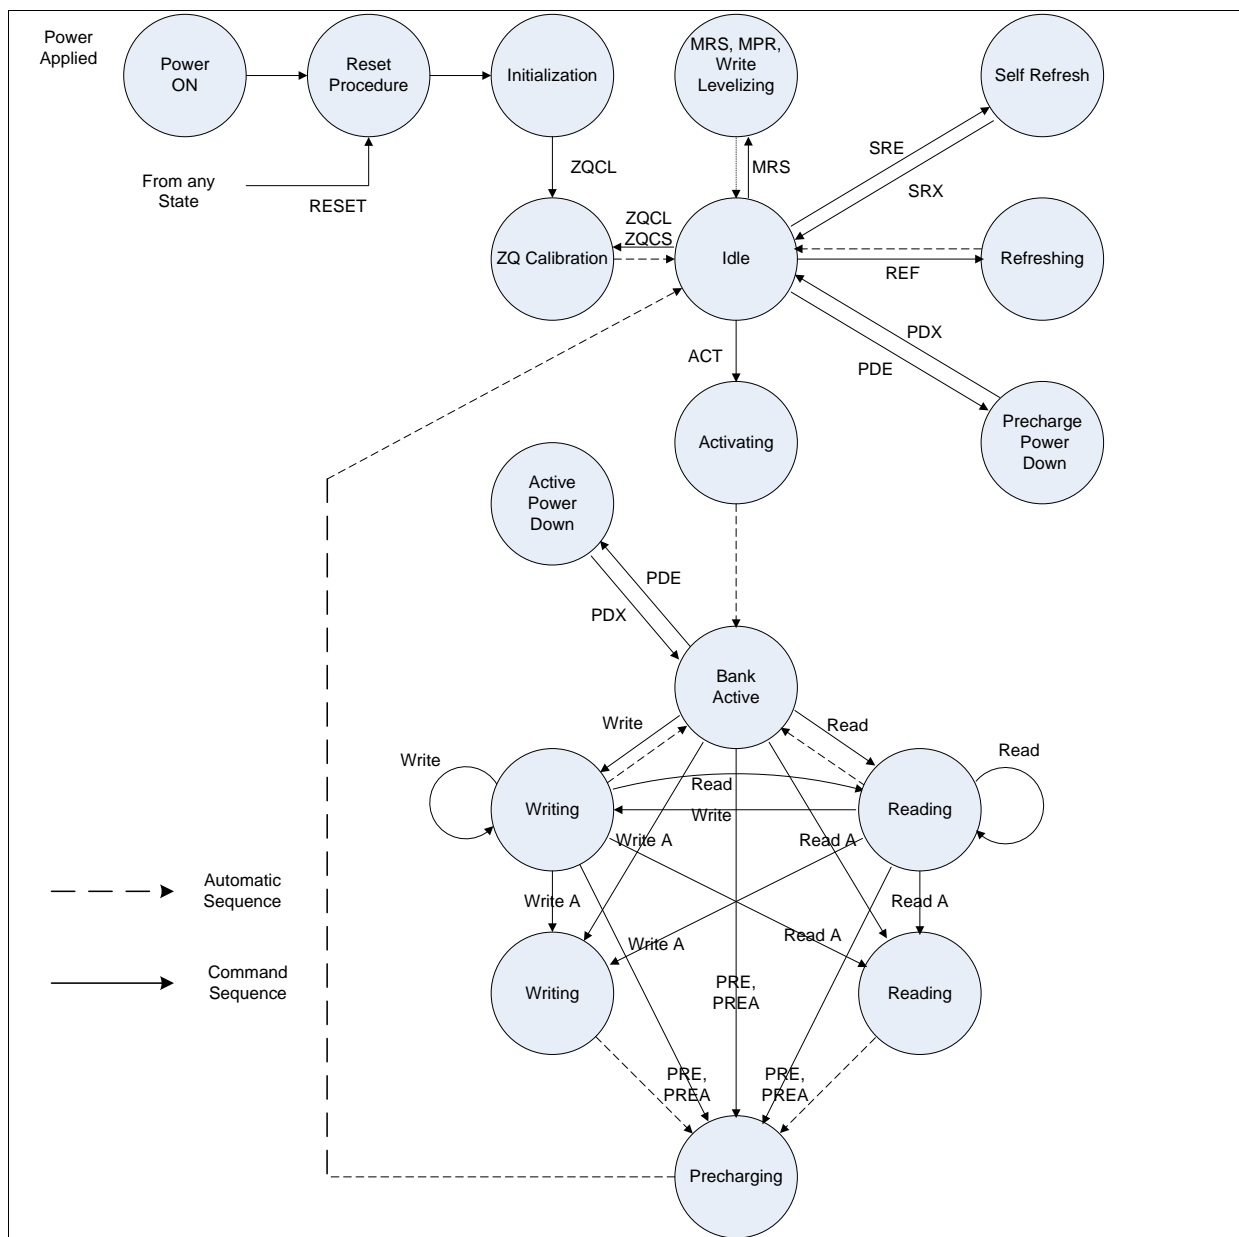 Power
Applied
Power
ON
Reset
Procedure
Initialization
MRS, MPR,
Write
Levelizing
Self Refresh
From any
State
RESET
ZQCL
MRS
SRE
SRX
ZQCL
ZQCS
ZQ Calibration
Idle
REF
Refreshing
ACT
PDX
PDE
Activating
Precharge
Power
Down
Active
Power
Down
PDE
PDX
Bank
Active
Write
Read
Write
Read
Writing
Read
Write
Reading
Write A
Read A
Automatic
Sequence
Write A
Read A
Write A
Read A
Command
Sequence
Writing
PRE,
PREA
Reading
PRE,
PREA
PRE,
PREA
Precharging